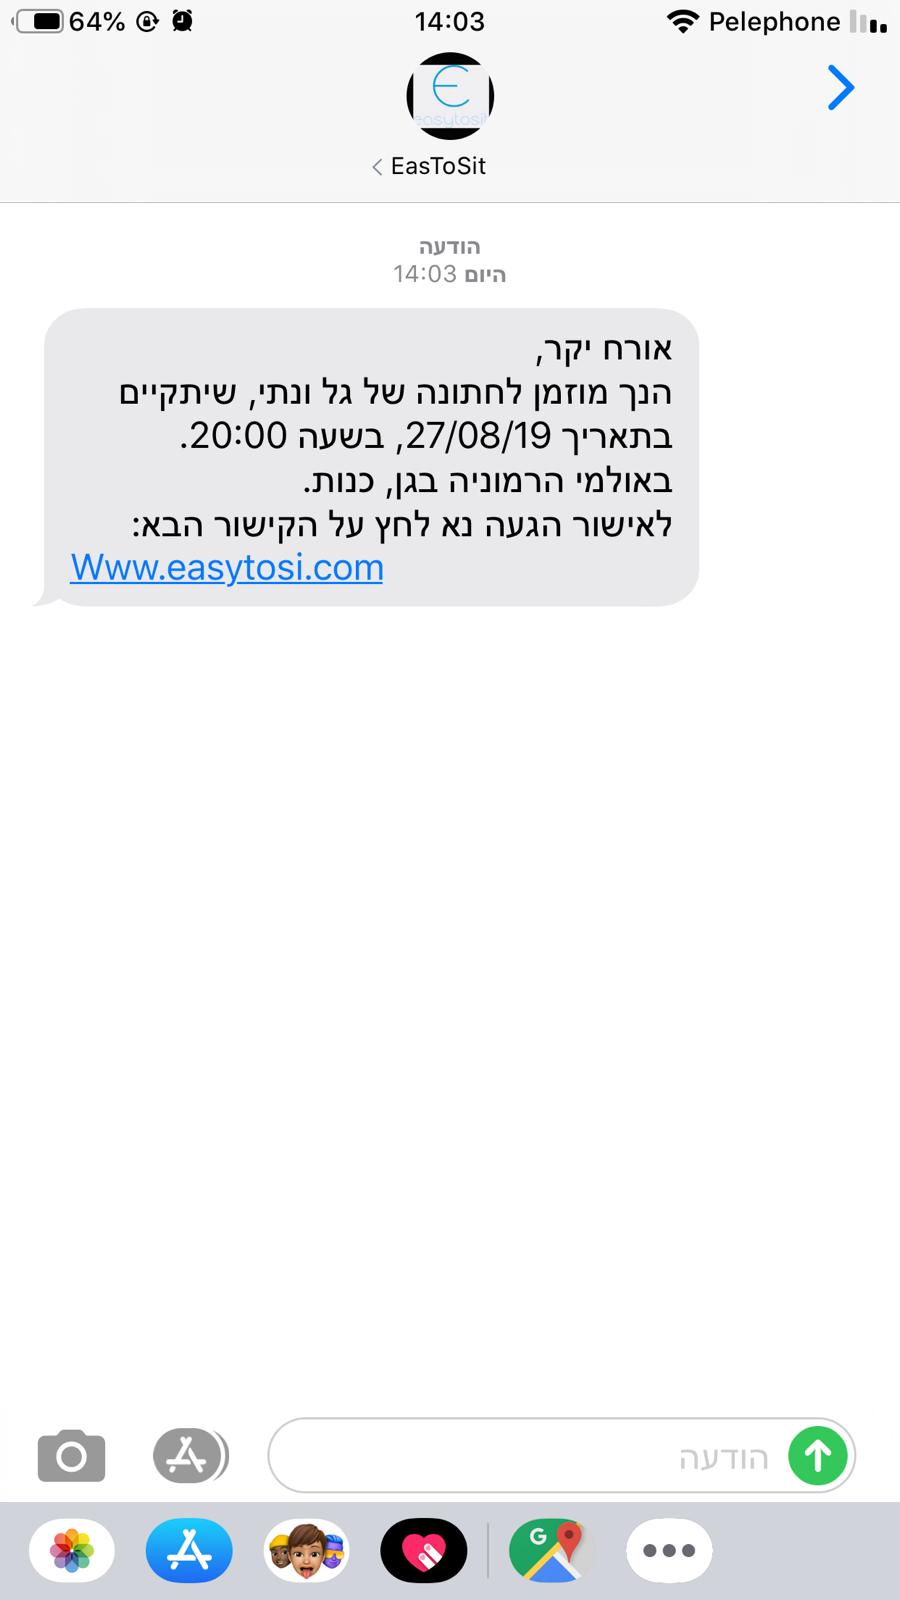 64%
14:03
Pelephone
easytosit
EasToSit
הודעה
היום 14:03
אורח יקר,
הנך מוזמן לחתונה של גל ונתי, שיתקיים
בתאריך 27/08/19, בשעה 20:00.
באולמי הרמוניה בגן, כנות.
לאישור הגעה נא לחץ על הקישור הבא:
Www.easytosi.com
הודעה
G